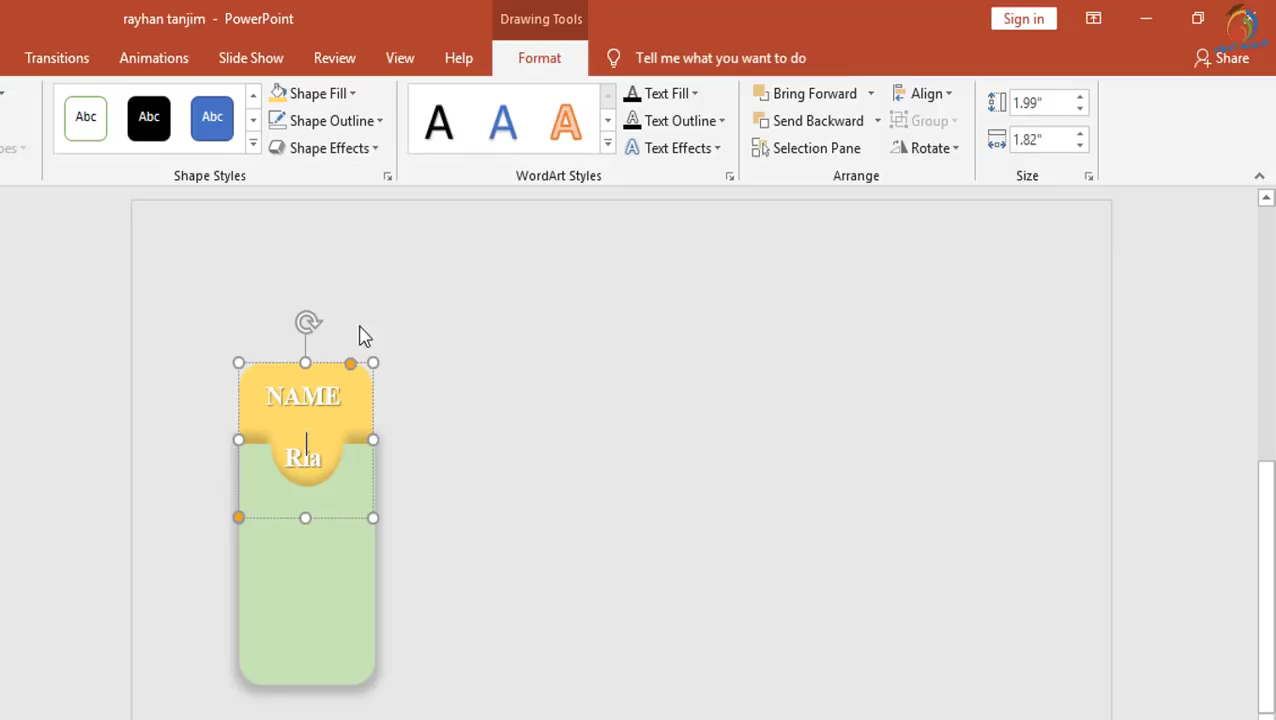 rayhan tanjim - PowerPoint
Drawing Tools
Sign in
Transitions Animations Slide Show Review View Help Format Tell me what you want to do Share
Abc Abc Abc
Shape Fill
Shape Outline
Shape Effects
Shape Styles
A A A
Text Fill
Text Outline
Text Effects
WordArt Styles
Bring Forward
Send Backward
Selection Pane
Align
Group
Rotate
Arrange
1.99"
1.82"
Size
NAME
Ria